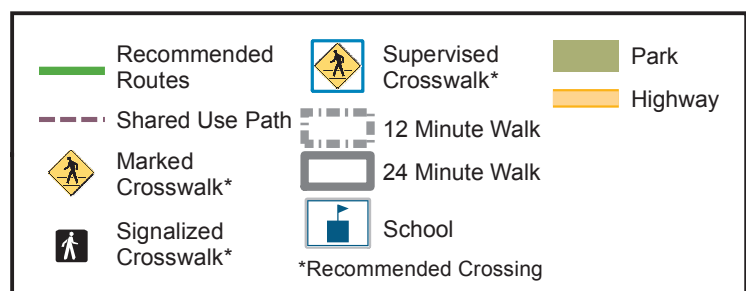 Recommended
Routes
Shared Use Path
Marked
Crosswalk*
Signalized
Crosswalk*
Supervised
Crosswalk*
12 Minute Walk
24 Minute Walk
School
*Recommended Crossing
Park
Highway